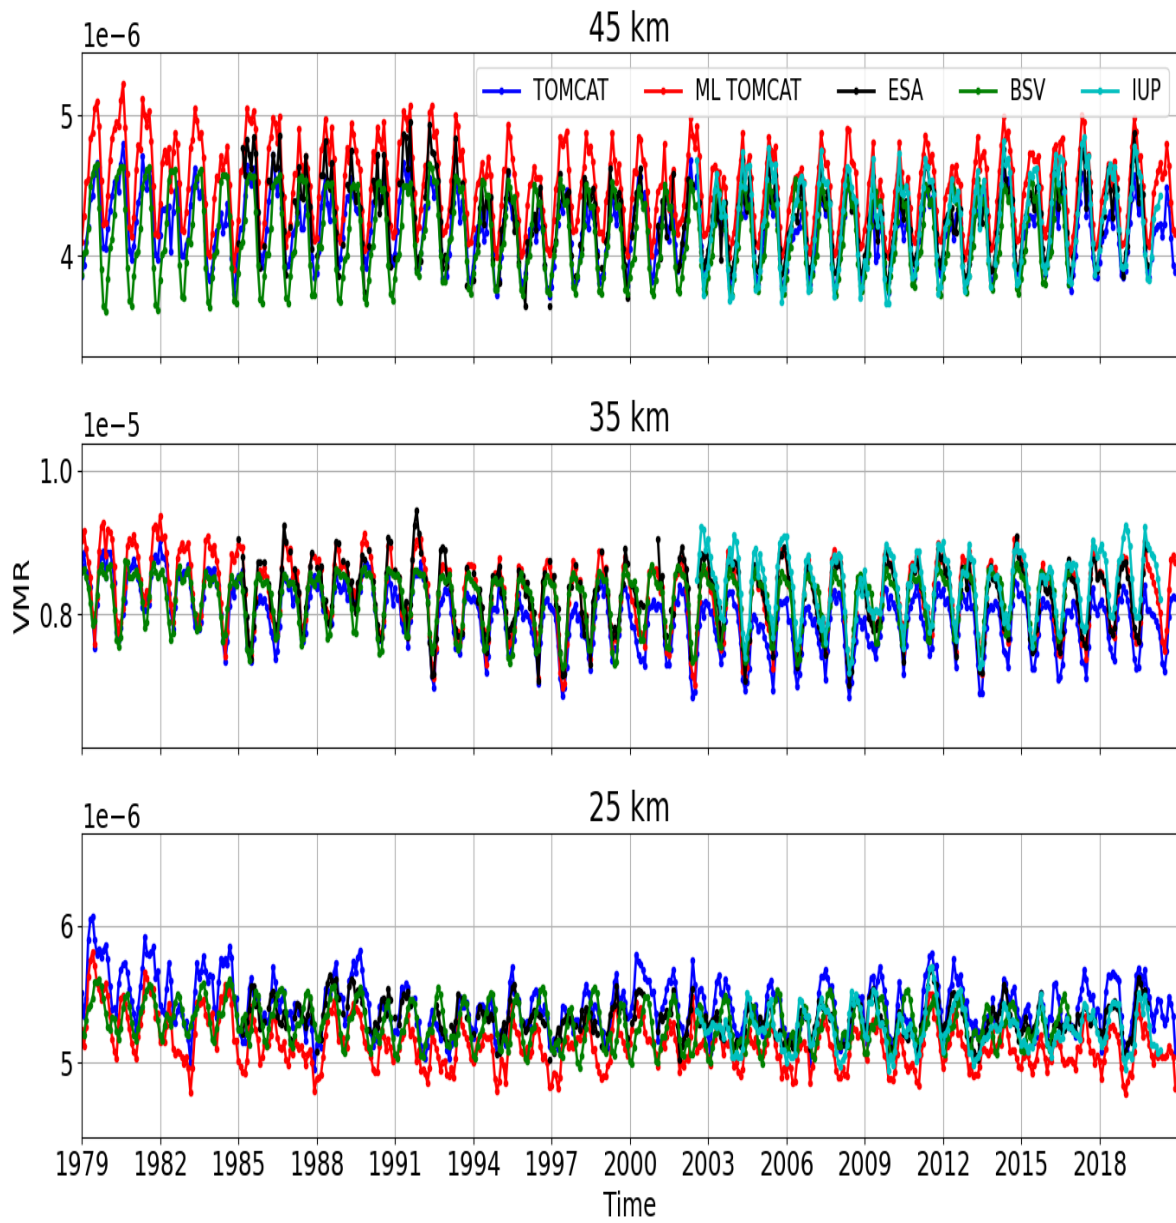 45 km
1e−6
TOMCAT ML TOMCAT ESA BSV IUP
5
4
35 km
1e−5
1.0
0.8
VMR
25 km
1e−6
6
5
1979 1982 1985 1988 1991 1994 1997 2000 2003 2006 2009 2012 2015 2018
Time